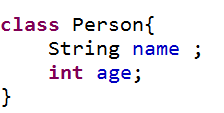 class Person{
    String name ;
    int age;
}